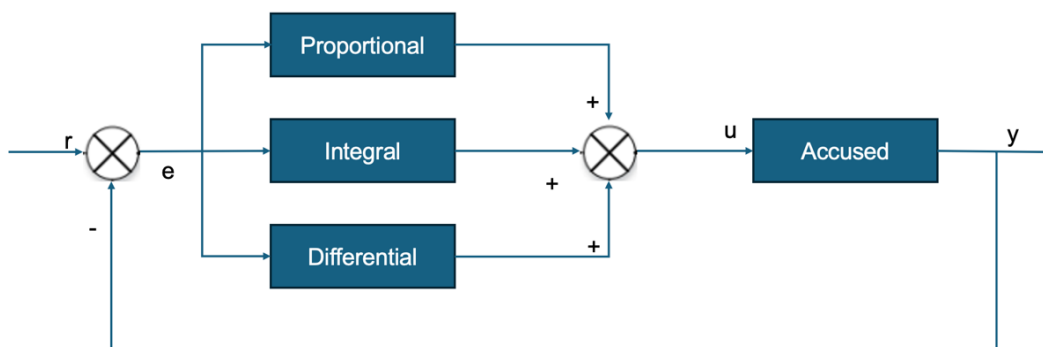 Proportional
+
r
Integral
u
Accused
y
e
+
-
Differential
+